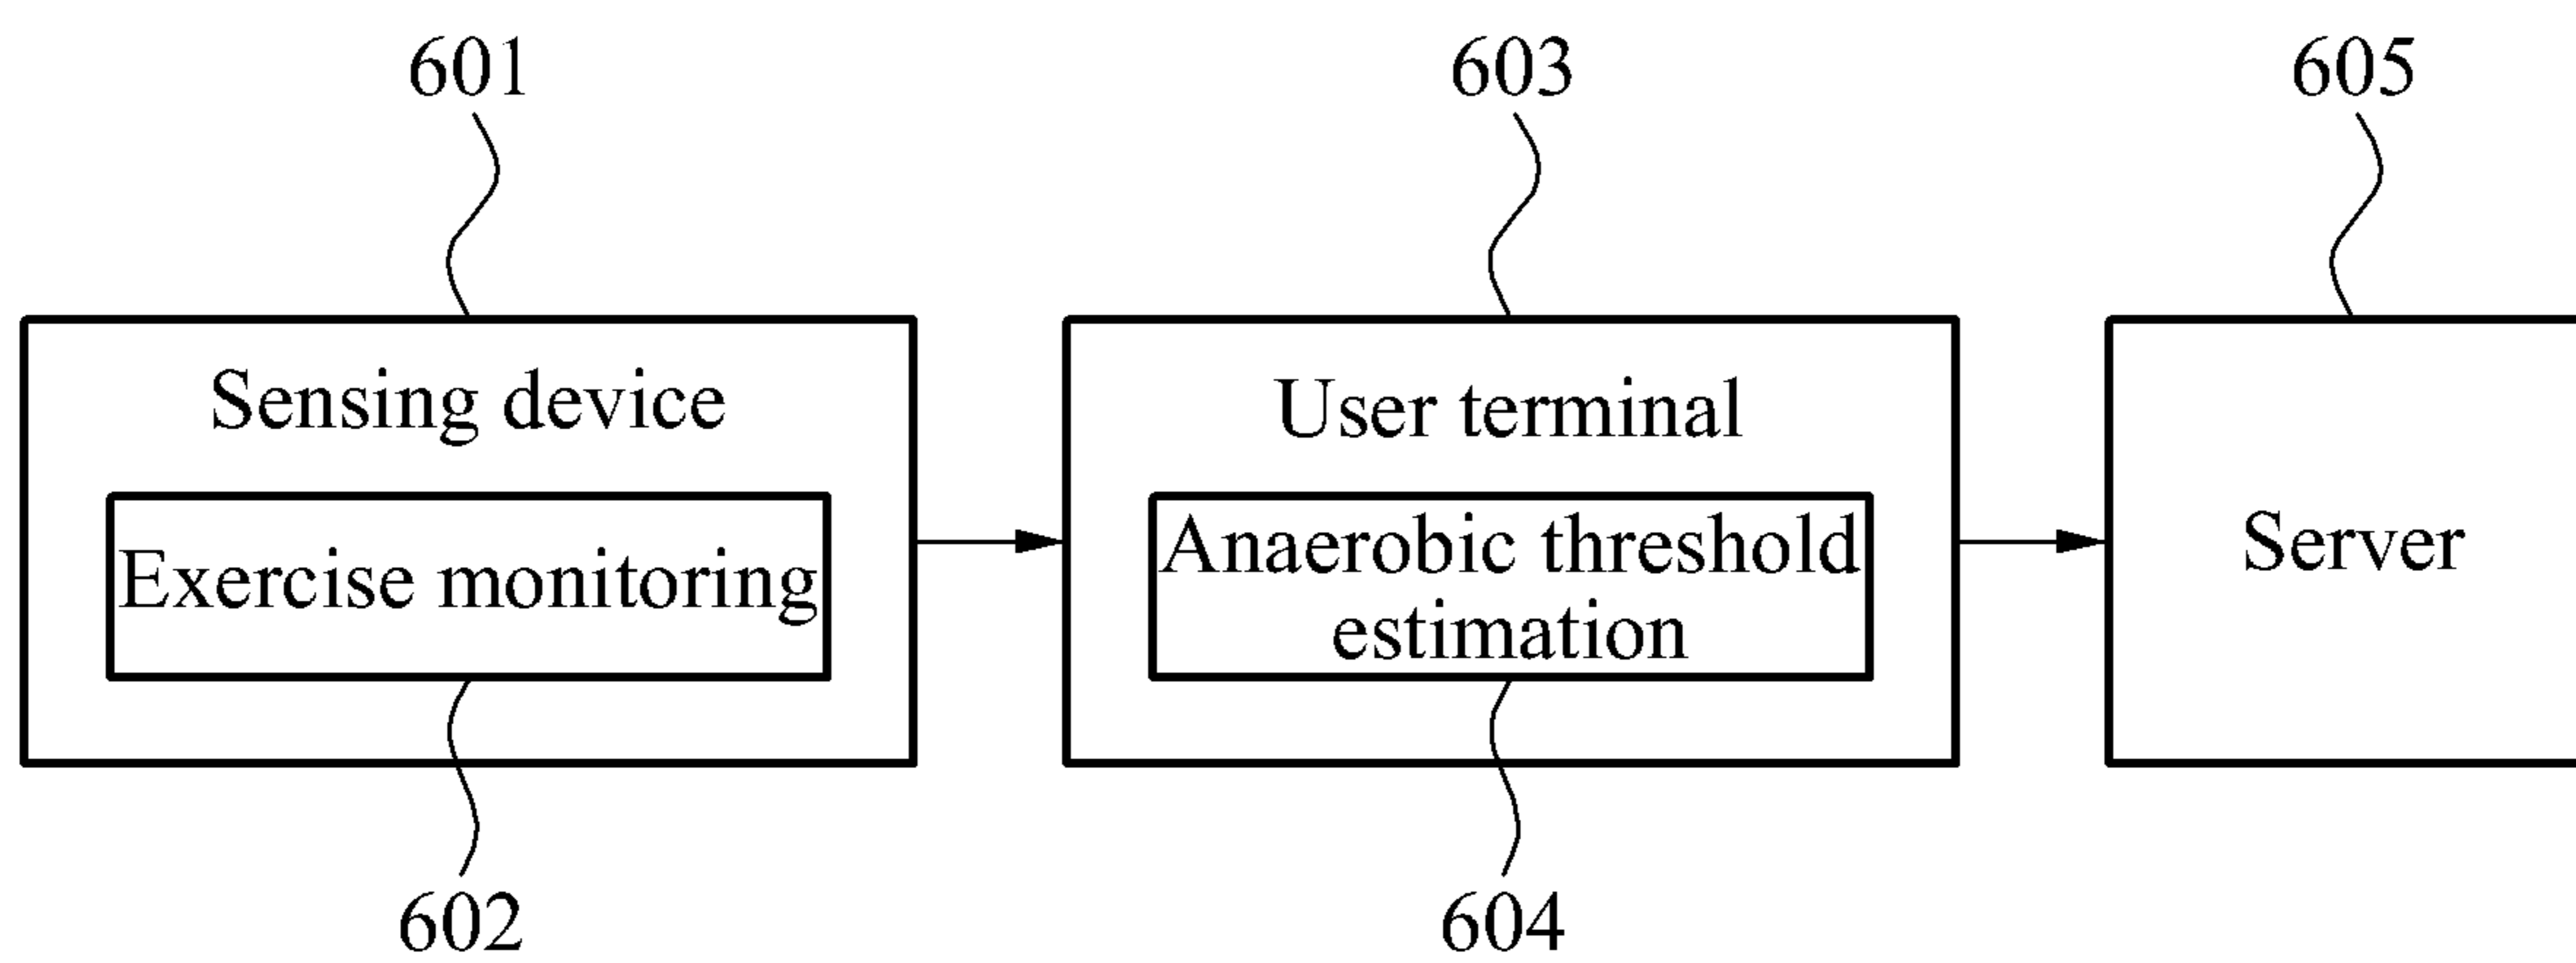 601
603
605
Sensing device
User terminal
Server
Exercise monitoring
Anaerobic threshold
estimation
602
604